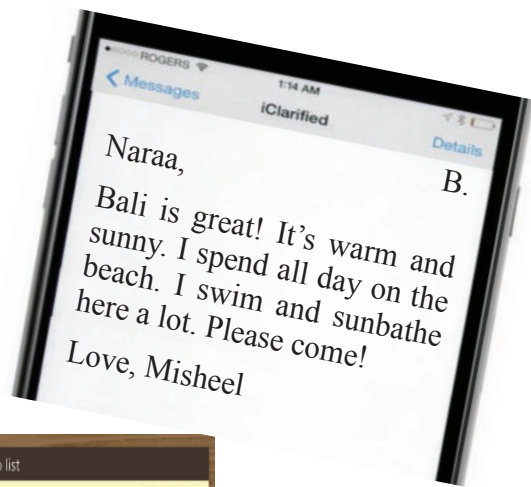 ROGERS
1:14 AM
Messages
iClarified
Details
Naraa,
B.
Bali is great! It's warm and
sunny. I spend all day on the
beach. I swim and sunbathe
here a lot. Please come!
Love, Misheel
list